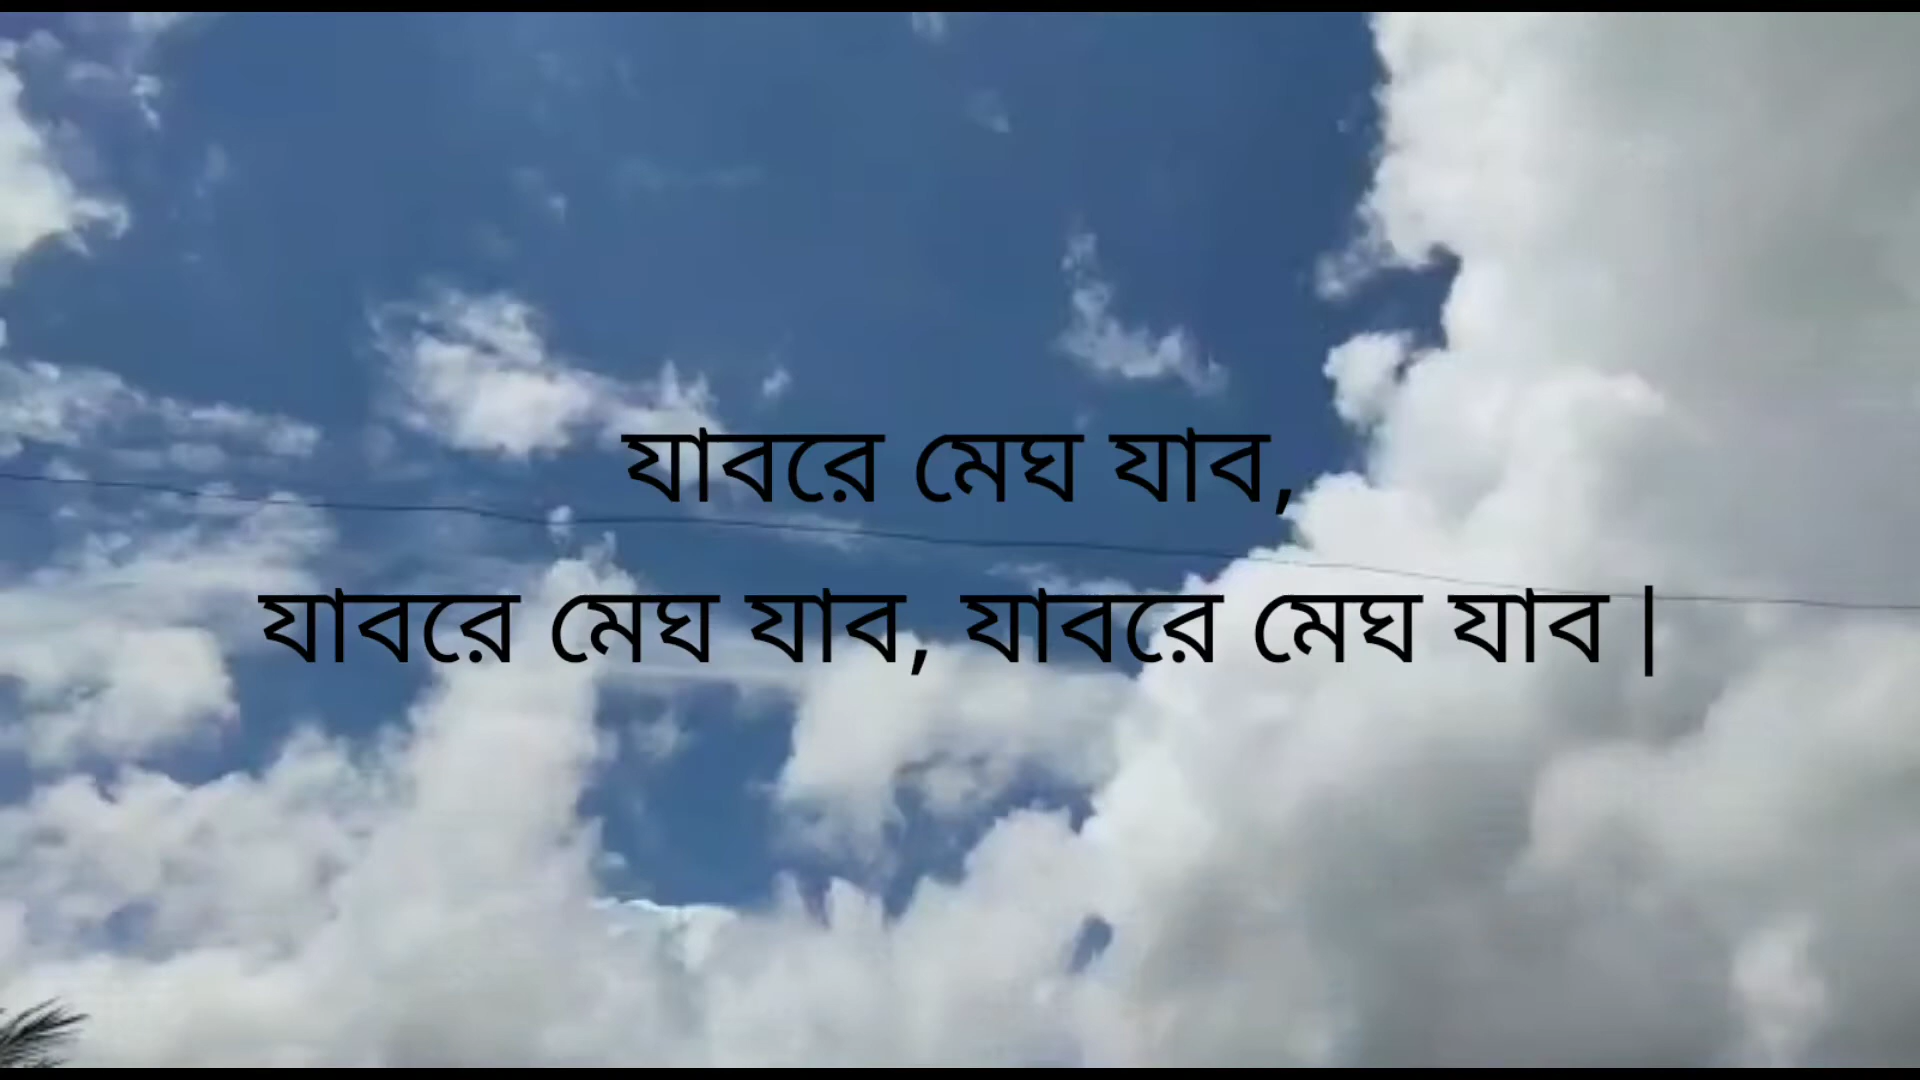 যাবরে মেঘ যাব,
যাবরে মেঘ যাব, যাবরে মেঘ যাব |